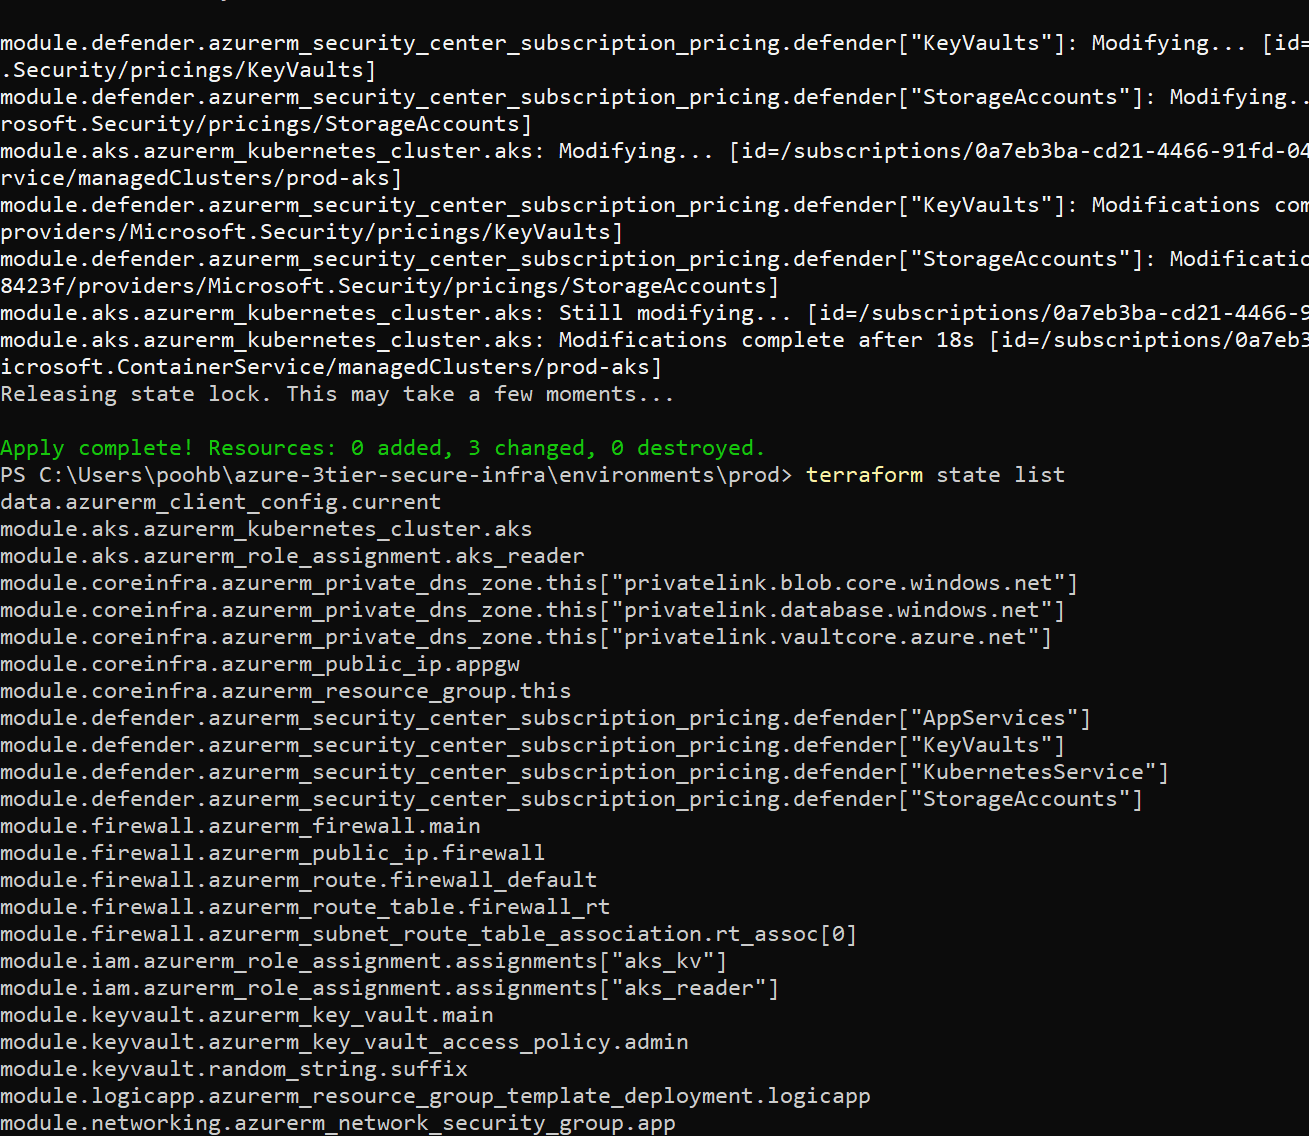 module.defender.azurerm_security_center_subscription_pricing.defender["KeyVaults"]: Modifying... [id=
.Security/pricings/KeyVaults]
module.defender.azurerm_security_center_subscription_pricing.defender["StorageAccounts"]: Modifying..
rosoft.Security/pricings/StorageAccounts]
module.aks.azurerm_kubernetes_cluster.aks: Modifying... [id=/subscriptions/0a7eb3ba-cd21-4466-91fd-04
rvice/managedClusters/prod-aks]
module.defender.azurerm_security_center_subscription_pricing.defender["KeyVaults"]: Modifications com
providers/Microsoft.Security/pricings/KeyVaults]
module.defender.azurerm_security_center_subscription_pricing.defender["StorageAccounts"]: Modificatio
8423f/providers/Microsoft.Security/pricings/StorageAccounts]
module.aks.azurerm_kubernetes_cluster.aks: Still modifying... [id=/subscriptions/0a7eb3ba-cd21-4466-9
module.aks.azurerm_kubernetes_cluster.aks: Modifications complete after 18s [id=/subscriptions/0a7eb3
icrosoft.ContainerService/managedClusters/prod-aks]
Releasing state lock. This may take a few moments...
Apply complete! Resources: 0 added, 3 changed, 0 destroyed.
PS C:\Users\poohb\azure-3tier-secure-infra\environments\prod> terraform state list
data.azurerm_client_config.current
module.aks.azurerm_kubernetes_cluster.aks
module.aks.azurerm_role_assignment.aks_reader
module.coreinfra.azurerm_private_dns_zone.this["privatelink.blob.core.windows.net"]
module.coreinfra.azurerm_private_dns_zone.this["privatelink.database.windows.net"]
module.coreinfra.azurerm_private_dns_zone.this["privatelink.vaultcore.azure.net"]
module.coreinfra.azurerm_public_ip.appgw
module.coreinfra.azurerm_resource_group.this
module.defender.azurerm_security_center_subscription_pricing.defender["AppServices"]
module.defender.azurerm_security_center_subscription_pricing.defender["KeyVaults"]
module.defender.azurerm_security_center_subscription_pricing.defender["KubernetesService"]
module.defender.azurerm_security_center_subscription_pricing.defender["StorageAccounts"]
module.firewall.azurerm_firewall.main
module.firewall.azurerm_public_ip.firewall
module.firewall.azurerm_route.firewall_default
module.firewall.azurerm_route_table.firewall_rt
module.firewall.azurerm_subnet_route_table_association.rt_assoc[0]
module.iam.azurerm_role_assignment.assignments["aks_kv"]
module.iam.azurerm_role_assignment.assignments["aks_reader"]
module.keyvault.azurerm_key_vault.main
module.keyvault.azurerm_key_vault_access_policy.admin
module.keyvault.random_string.suffix
module.logicapp.azurerm_resource_group_template_deployment.logicapp
module.networking.azurerm_network_security_group.app